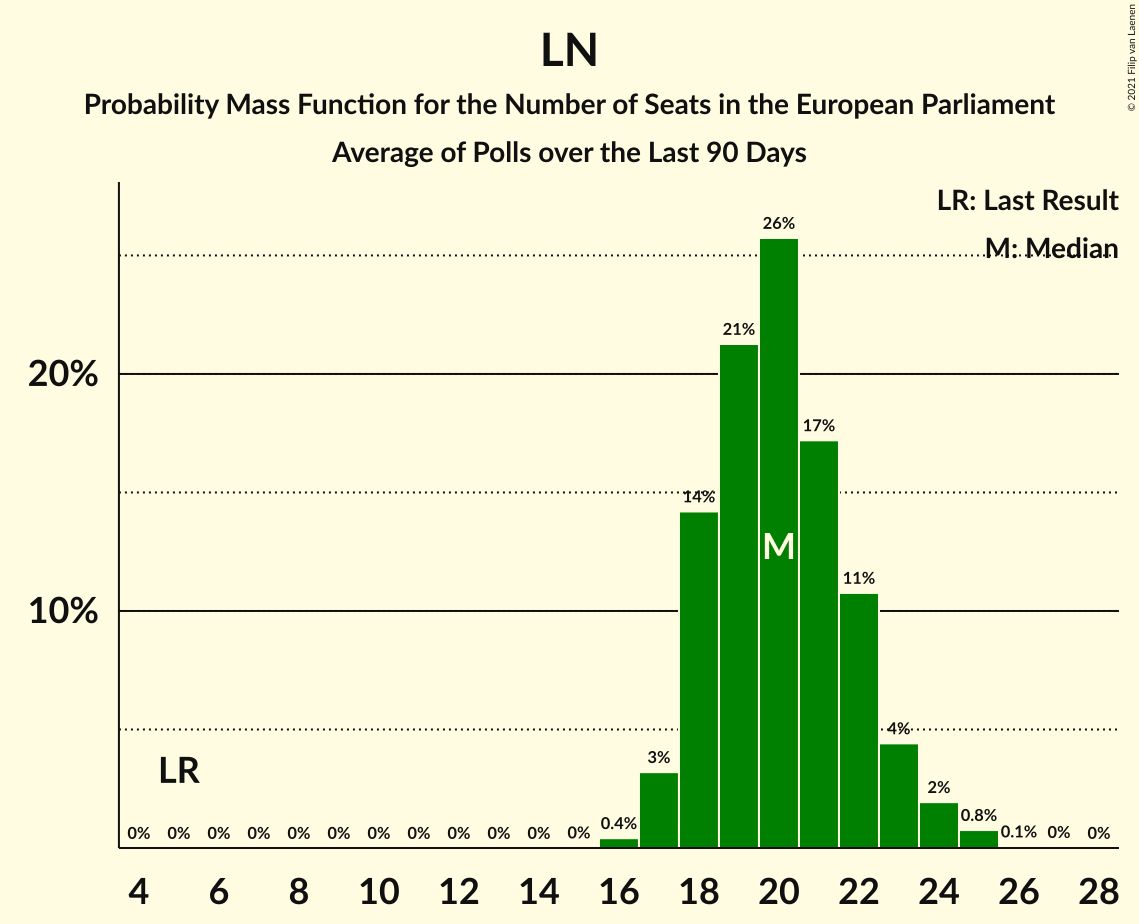 LN
Probability Mass Function for the Number of Seats in the European Parliament
Average of Polls over the Last 90 Days
© 2021 Filip van Laenen
LR: Last Result
M: Median
26%
21%
20%
17%
14%
M
11%
10%
4%
3%
LR
2%
0% 0% 0% 0% 0% 0% 0% 0% 0% 0% 0% 0% 0.4% 0.8% 0.1% 0% 0%
4 6 8 10 12 14 16 18 20 22 24 26 28